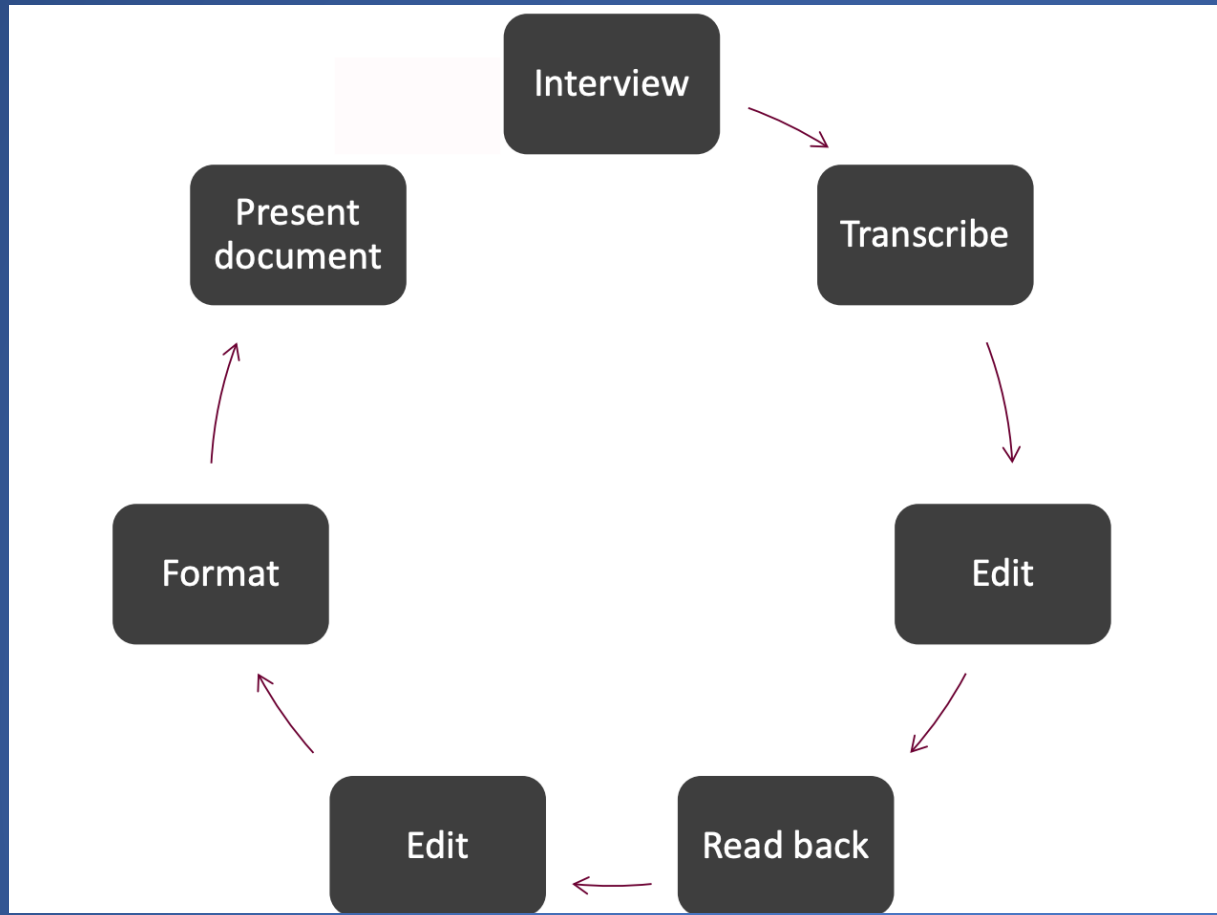 Interview
Transcribe
Edit
Read back
Edit
Format
Present
document